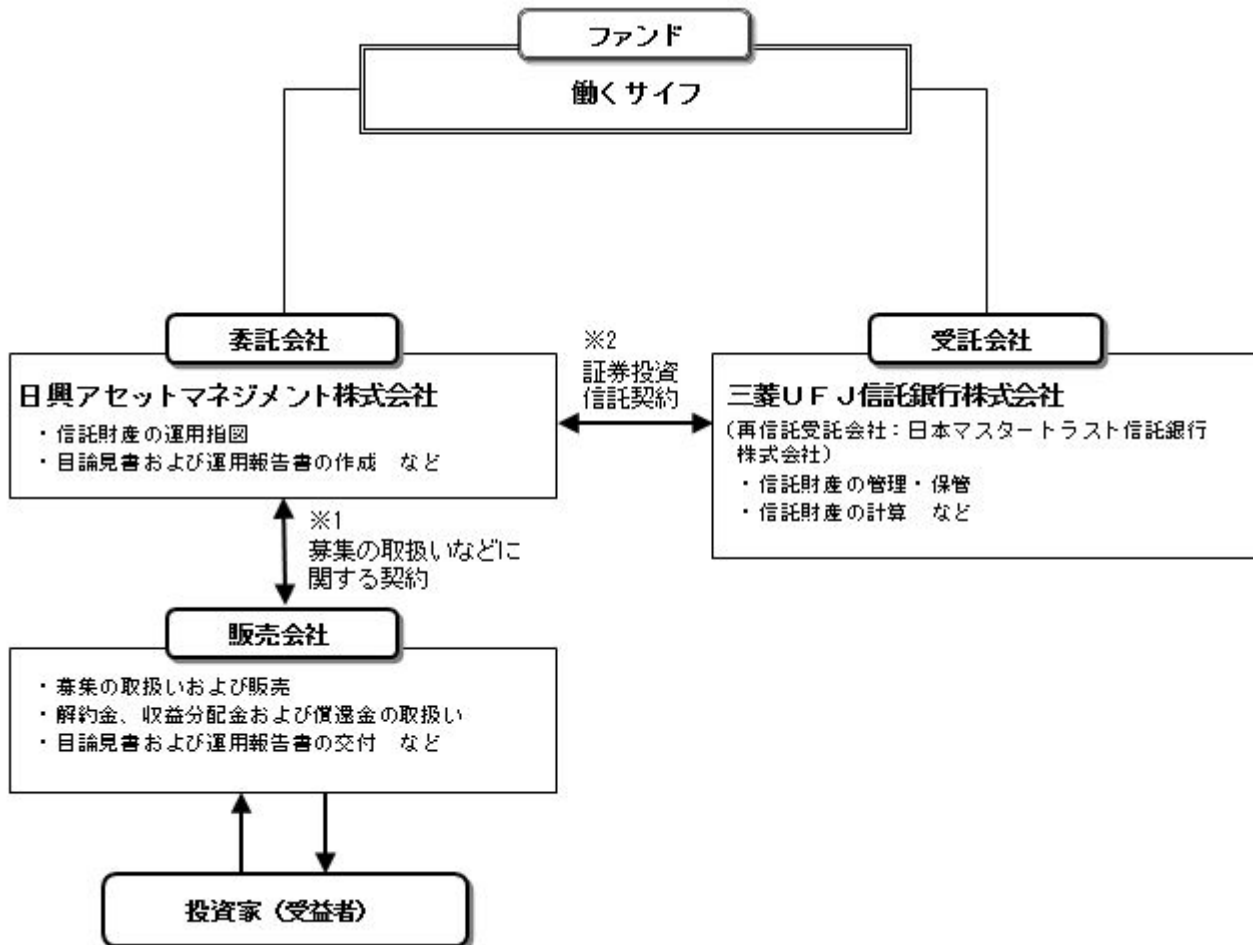 ファンド
働くサイフ
委託会社
日興アセットマネジメント株式会社
・信託財産の運用指図
・目論見書および運用報告書の作成　など
※2
証券投資
信託契約
受託会社
三菱ＵＦＪ信託銀行株式会社
（再信託受託会社：日本マスタートラスト信託銀行
株式会社）
・信託財産の管理・保管
・信託財産の計算　など
※1
募集の取扱いなどに
関する契約
販売会社
・募集の取扱いおよび販売
・解約金、収益分配金および償還金の取扱い
・目論見書および運用報告書の交付　など
投資家（受益者）